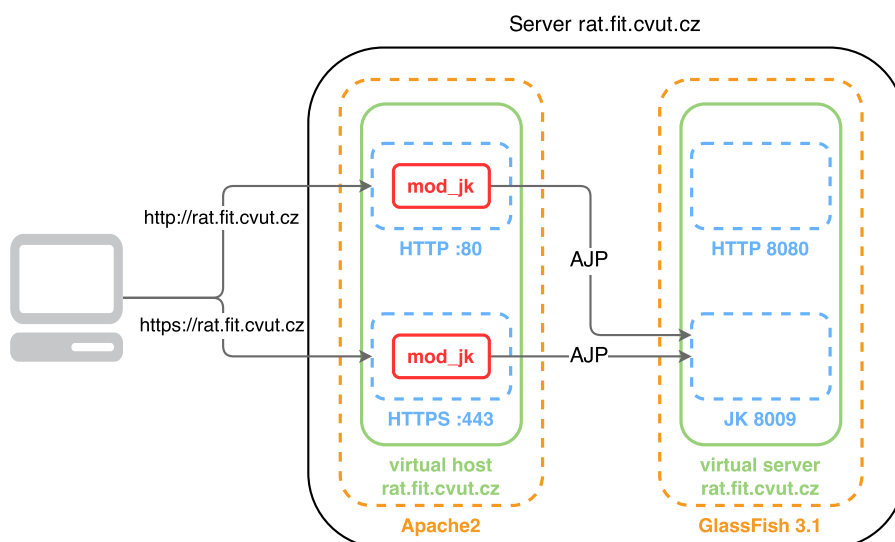 Server rat.fit.cvut.cz
mod_jk
http://rat.fit.cvut.cz
HTTP :80
HTTP 8080
AJP
https://rat.fit.cvut.cz
mod_jk
AJP
HTTPS :443
JK 8009
virtual host
rat.fit.cvut.cz
virtual server
rat.fit.cvut.cz
Apache2
GlassFish 3.1